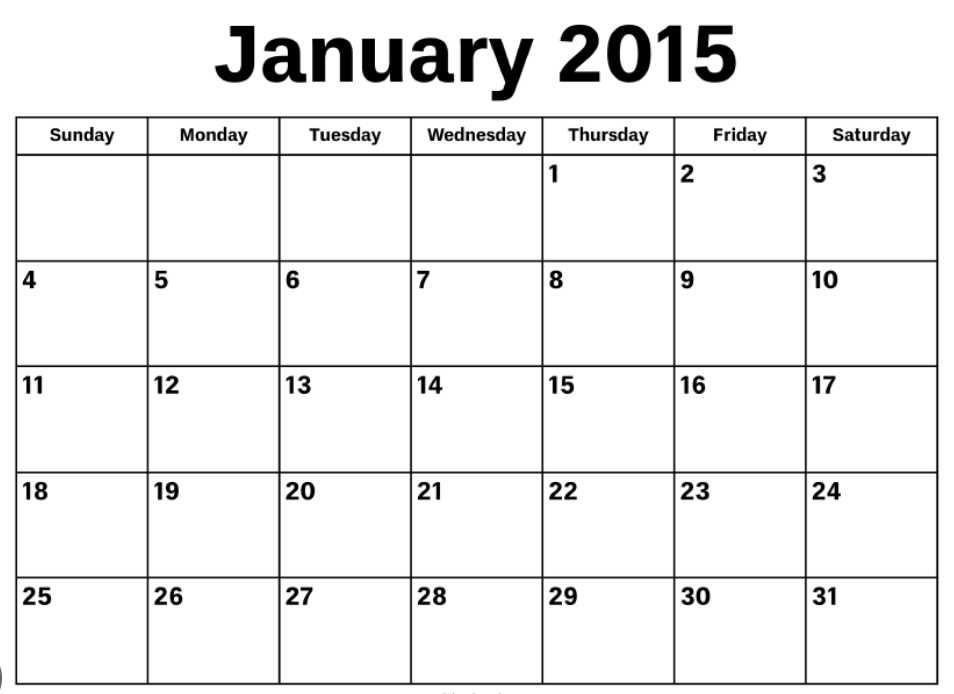 January 2015
Sunday Monday Tuesday Wednesday Thursday Friday Saturday
1 2 3
4 5 6 7 8 9 10
11 12 13 14 15 16 17
18 19 20 21 22 23 24
25 26 27 28 29 30 31